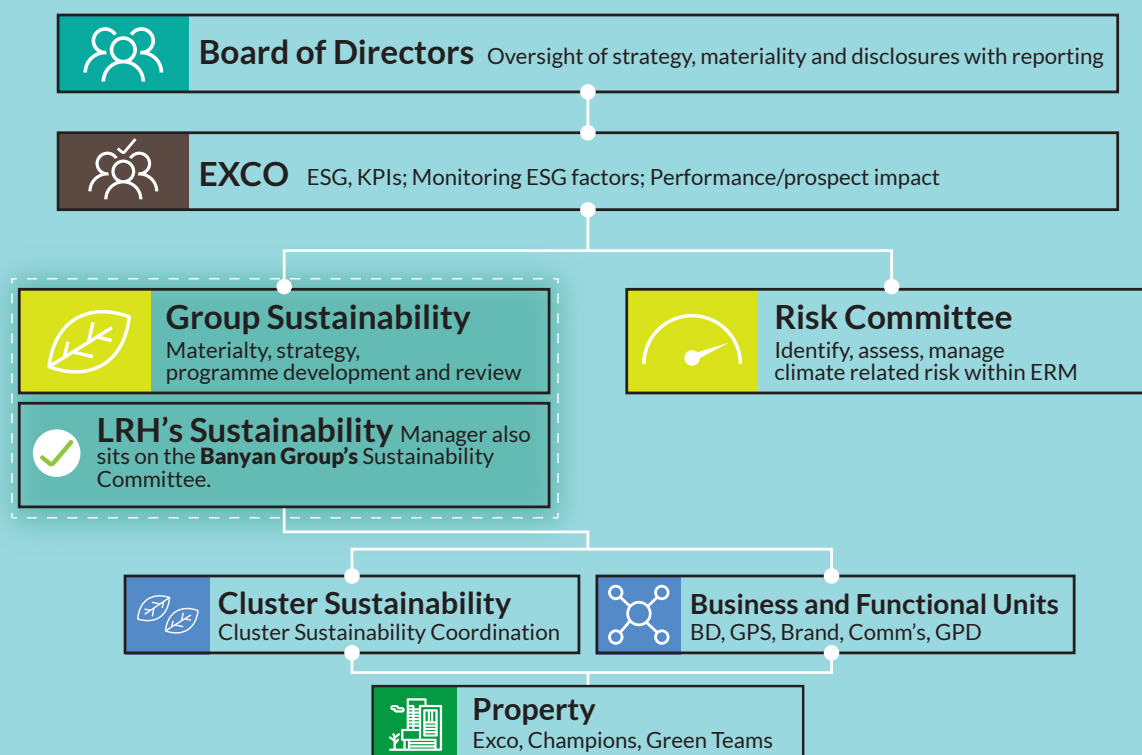 Board of Directors Oversight of strategy, materiality and disclosures with reporting
EXCO ESG, KPIs; Monitoring ESG factors; Performance/prospect impact
Group Sustainability
Materialty, strategy,
programme development and review
Risk Committee
Identify, assess, manage
climate related risk within ERM
LRH's Sustainability Manager also
sits on the Banyan Group's Sustainability
Committee.
Cluster Sustainability
Cluster Sustainability Coordination
Business and Functional Units
BD, GPS, Brand, Comm's, GPD
Property
Exco, Champions, Green Teams